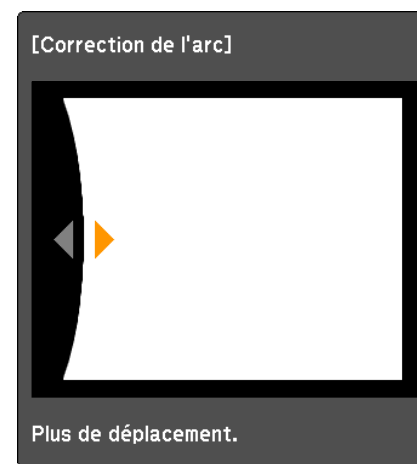 [Correction de l'arc]
Plus de déplacement.